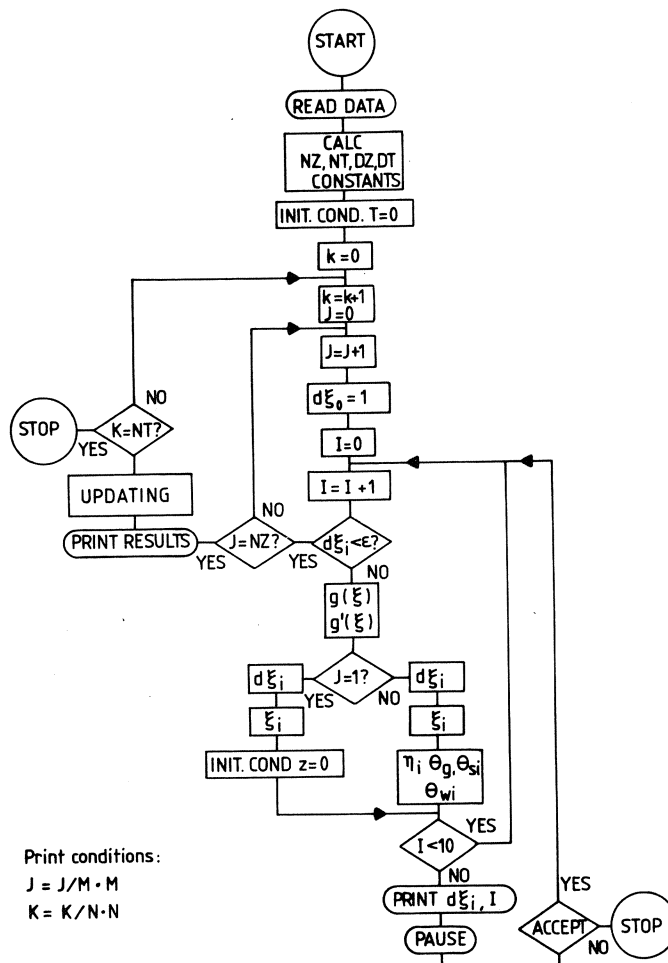 START
READ DATA
CALC
NZ, NT, DZ, DT
CONSTANTS
INIT. COND. T=0
k=0
k=k+1
J=0
J=J+1
dξ₀ = 1
I=0
I = I +1
dξi <ε?
YES
NO
J=NZ?
NO
YES
PRINT RESULTS
UPDATING
K=NT?
NO
YES
STOP
g(ξ)
g'(ξ)
J=1?
YES
NO
dξi
ξi
INIT. COND z=0
dξi
ξi
ηi θg, θsi
θwi
I<10
YES
NO
PRINT dξi, I
PAUSE
ACCEPT
YES
NO
STOP
Print conditions:
J = J/M · M
K = K/N · N